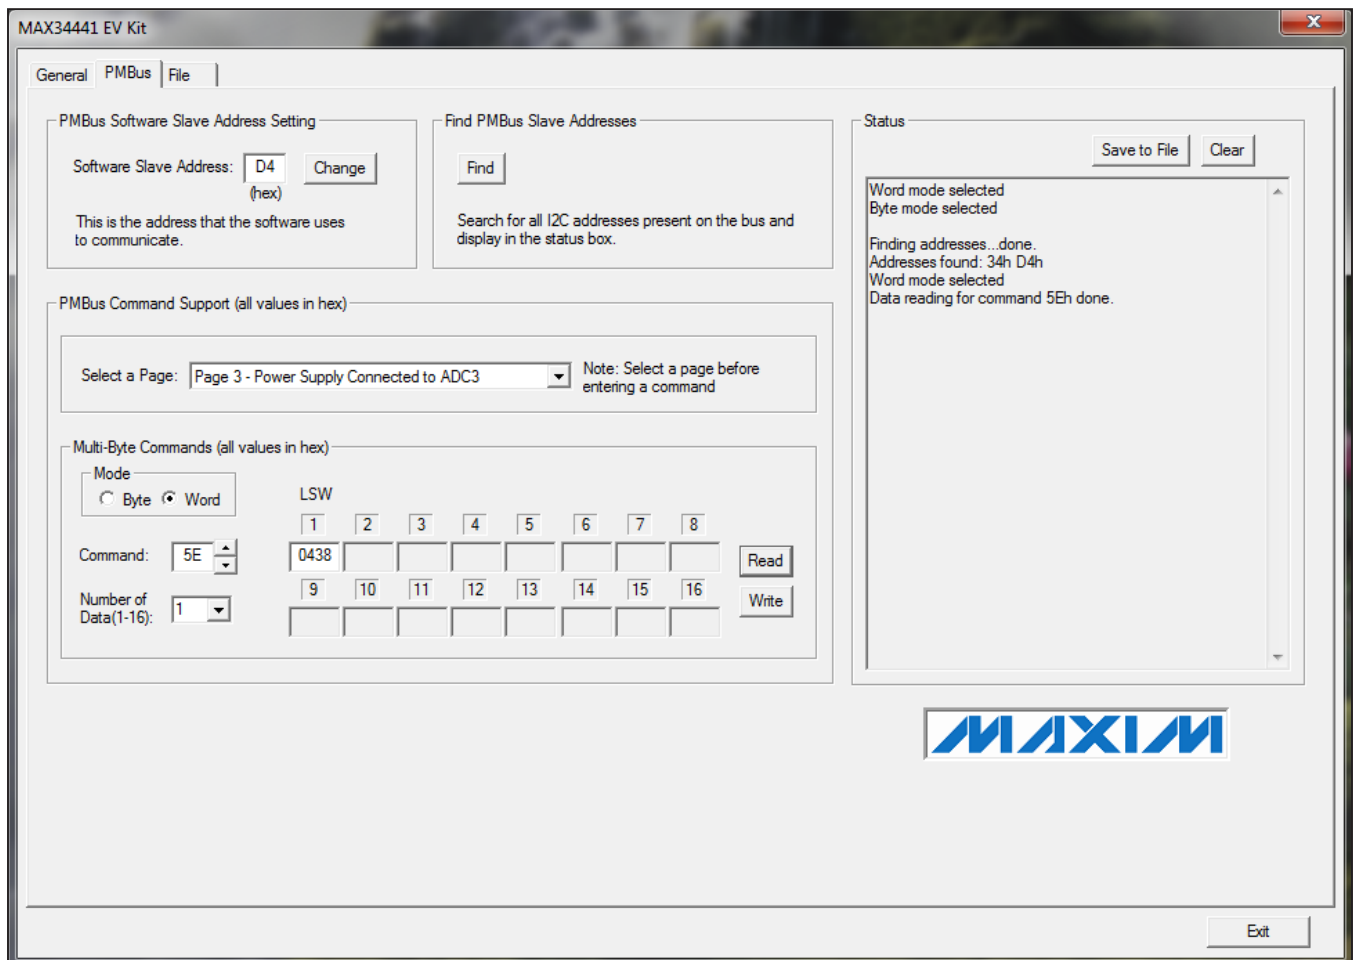 MAX34441 EV Kit
General
PMBus
File
PMBus Software Slave Address Setting
Software Slave Address:
D4
Change
(hex)
This is the address that the software uses
to communicate.
Find PMBus Slave Addresses
Find
Search for all I2C addresses present on the bus and
display in the status box.
Status
Save to File
Clear
Word mode selected
Byte mode selected
Finding addresses...done.
Addresses found: 34h D4h
Word mode selected
Data reading for command 5Eh done.
PMBus Command Support (all values in hex)
Select a Page:
Page 3 - Power Supply Connected to ADC3
Note: Select a page before
entering a command
Multi-Byte Commands (all values in hex)
Mode
Byte
Word
LSW
1 2 3 4 5 6 7 8
Command:
5E
0438
Read
9 10 11 12 13 14 15 16
Number of
Data(1-16):
1
Write
MAXIM
Exit